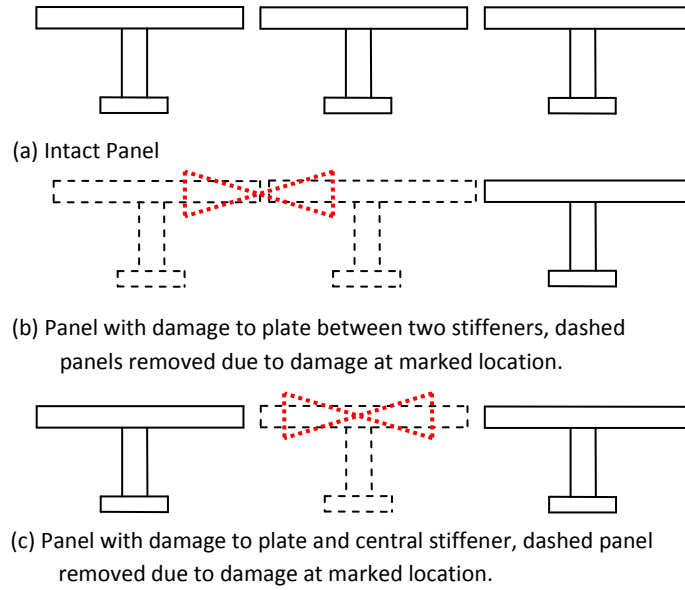 (a) Intact Panel
(b) Panel with damage to plate between two stiffeners, dashed
panels removed due to damage at marked location.
(c) Panel with damage to plate and central stiffener, dashed panel
removed due to damage at marked location.